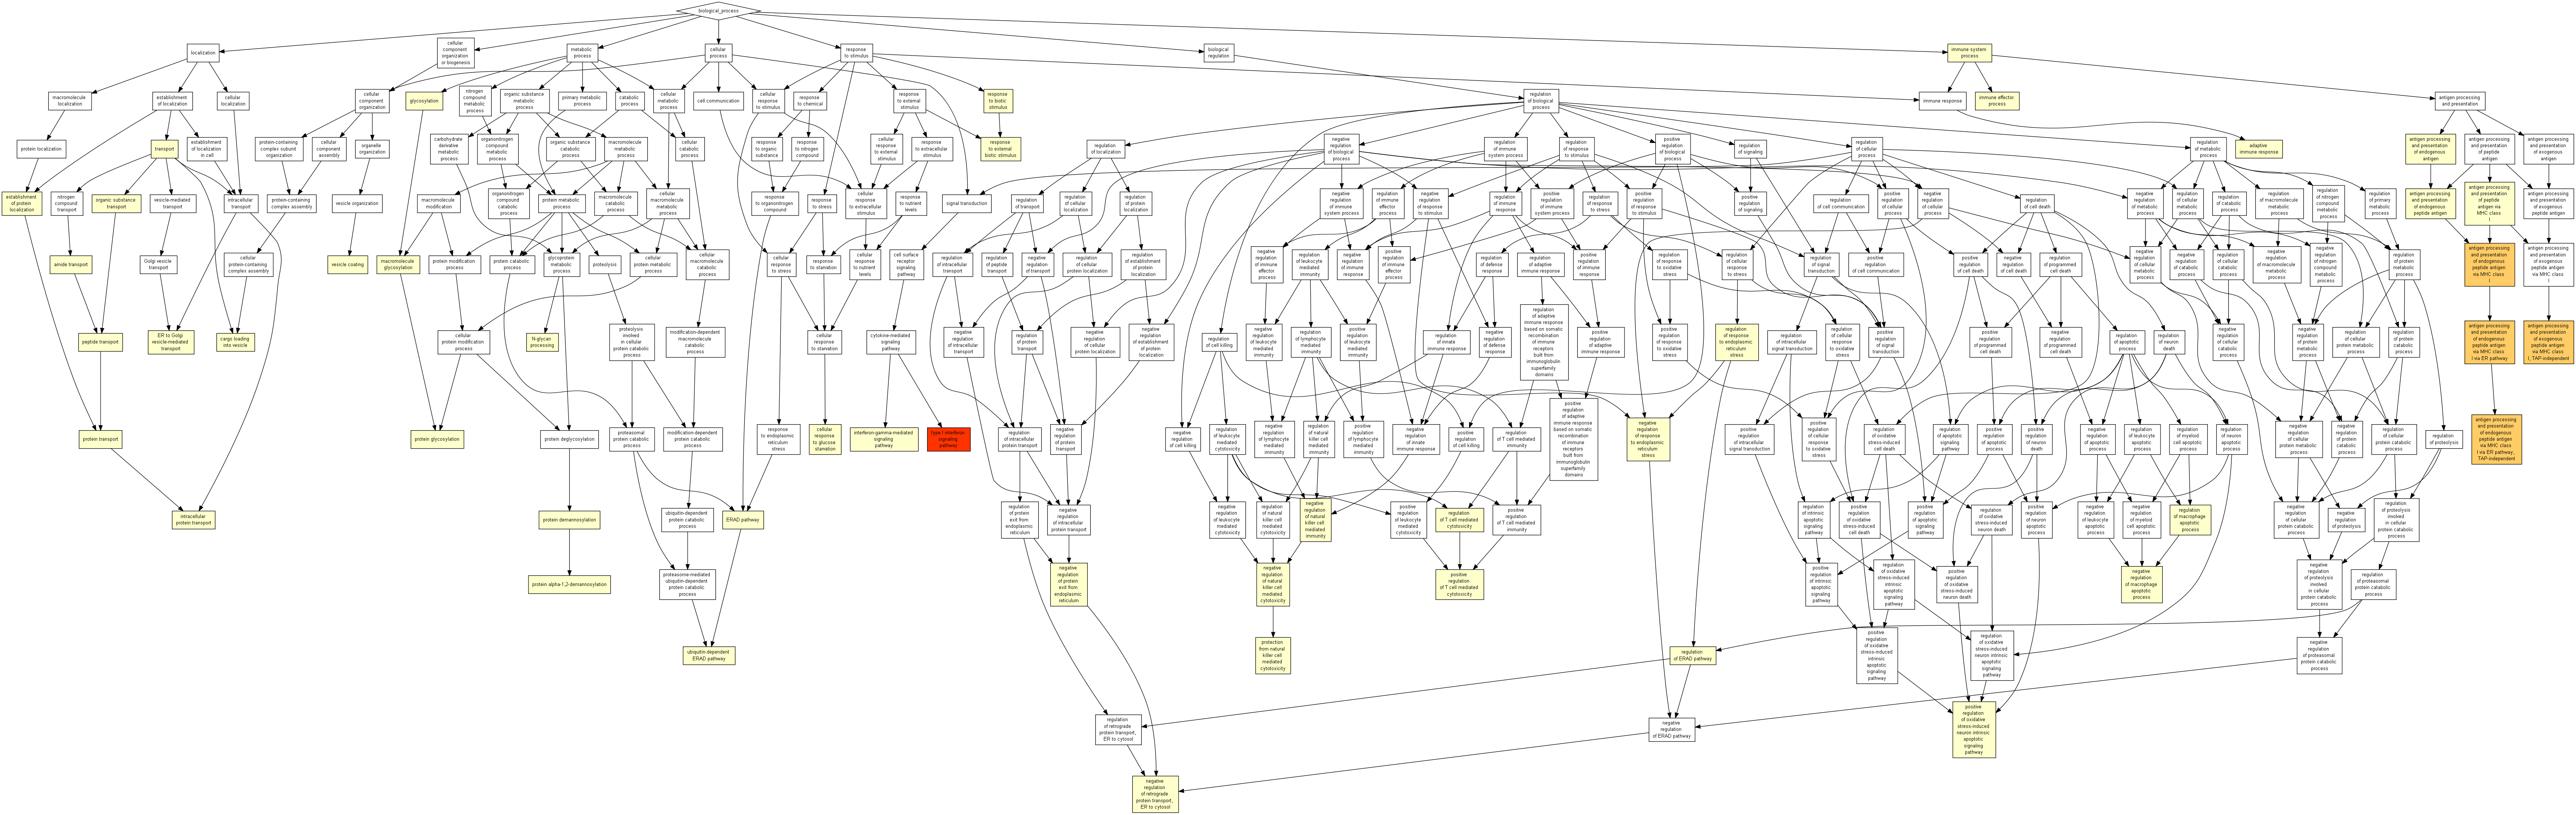 biological_process
localization
cellular
component
organization
or biogenesis
metabolic
process
cellular
process
response
to stimulus
biological
regulation
immune system
process
macromolecule
localization
establishment
of localization
cellular
localization
cellular
component
organization
glycosylation
nitrogen
compound
metabolic
process
organic substance
metabolic
process
primary metabolic
process
catabolic
process
cellular
metabolic
process
cell communication
cellular
response
to stimulus
response
to chemical
response
to external
stimulus
response
to biotic
stimulus
regulation
of biological
process
immune response
immune effector
process
antigen processing
and presentation
protein localization
transport
establishment
of localization
in cell
protein-containing
complex subunit
organization
cellular
component
assembly
organelle
organization
carbohydrate
derivative
metabolic
process
organonitrogen
compound
metabolic
process
organic substance
catabolic
process
macromolecule
metabolic
process
cellular
catabolic
process
response
to organic
substance
response
to nitrogen
compound
cellular
response
to external
stimulus
response
to extracellular
stimulus
response
to external
biotic stimulus
regulation
of localization
negative
regulation
of biological
process
regulation
of immune
system process
regulation
of response
to stimulus
positive
regulation
of biological
process
regulation
of signaling
regulation
of cellular
process
regulation
of metabolic
process
adaptive
immune response
antigen processing
and presentation
of endogenous
antigen
antigen processing
and presentation
of peptide
antigen
antigen processing
and presentation
of exogenous
antigen
establishment
of protein
localization
nitrogen
compound
transport
organic substance
transport
vesicle-mediated
transport
intracellular
transport
protein-containing
complex assembly
vesicle organization
macromolecule
modification
organonitrogen
compound
catabolic
process
protein metabolic
process
macromolecule
catabolic
process
cellular
macromolecule
metabolic
process
response
to organonitrogen
compound
response
to stress
cellular
response
to extracellular
stimulus
response
to nutrient
levels
signal transduction
regulation
of transport
regulation
of cellular
localization
regulation
of protein
localization
negative
regulation
of immune
system process
regulation
of immune
effector
process
negative
regulation
of response
to stimulus
regulation
of immune
response
positive
regulation
of immune
system process
regulation
of response
to stress
positive
regulation
of response
to stimulus
positive
regulation
of signaling
regulation
of cell communication
positive
regulation
of cellular
process
negative
regulation
of cellular
process
regulation
of cell death
negative
regulation
of metabolic
process
regulation
of cellular
metabolic
process
regulation
of catabolic
process
regulation
of macromolecule
metabolic
process
regulation
of nitrogen
compound
metabolic process
regulation
of primary
metabolic
process
antigen processing
and presentation
of endogenous
peptide antigen
antigen processing
and presentation
of peptide
antigen via
MHC class
I
antigen processing
and presentation
of exogenous
peptide antigen
amide transport
Golgi vesicle
transport
cellular
protein-containing
complex assembly
vesicle coating
macromolecule
glycosylation
protein modification
process
protein catabolic
process
glycoprotein
metabolic
process
proteolysis
cellular
protein metabolic
process
cellular
macromolecule
catabolic
process
cellular
response
to stress
response
to starvation
cellular
response
to nutrient
levels
cell surface
receptor
signaling
pathway
regulation
of intracellular
transport
regulation
of peptide
transport
negative
regulation
of transport
regulation
of cellular
protein localization
regulation
of establishment
of protein
localization
negative
regulation
of immune
effector
process
regulation
of leukocyte
mediated
immunity
negative
regulation
of immune
response
positive
regulation
of immune
effector
process
regulation
of defense
response
regulation
of adaptive
immune response
positive
regulation
of immune
response
regulation
of response
to oxidative
stress
regulation
of cellular
response
to stress
regulation
of signal
transduction
positive
regulation
of cell communication
positive
regulation
of cell death
negative
regulation
of cell death
regulation
of programmed
cell death
negative
regulation
of cellular
metabolic
process
negative
regulation
of catabolic
process
regulation
of cellular
catabolic
process
negative
regulation
of macromolecule
metabolic
process
negative
regulation
of nitrogen
compound
metabolic
process
regulation
of protein
metabolic
process
antigen processing
and presentation
of endogenous
peptide antigen
via MHC class
I
antigen processing
and presentation
of exogenous
peptide antigen
via MHC class
I
peptide transport
ER to Golgi
vesicle-mediated
transport
cargo loading
into vesicle
cellular
protein modification
process
N-glycan
processing
proteolysis
involved
in cellular
protein catabolic
process
modification-dependent
macromolecule
catabolic
process
cellular
response
to starvation
cytokine-mediated
signaling
pathway
negative
regulation
of intracellular
transport
regulation
of protein
transport
negative
regulation
of cellular
protein localization
negative
regulation
of establishment
of protein
localization
regulation
of cell killing
negative
regulation
of leukocyte
mediated
immunity
regulation
of lymphocyte
mediated
immunity
positive
regulation
of leukocyte
mediated
immunity
regulation
of innate
immune response
negative
regulation
of defense
response
regulation
of adaptive
immune response
based on somatic
recombination
of immune
receptors
built from
immunoglobulin
superfamily
domains
positive
regulation
of adaptive
immune response
positive
regulation
of response
to oxidative
stress
regulation
of response
to endoplasmic
reticulum
stress
regulation
of intracellular
signal transduction
regulation
of cellular
response
to oxidative
stress
positive
regulation
of signal
transduction
positive
regulation
of programmed
cell death
negative
regulation
of programmed
cell death
regulation
of apoptotic
process
regulation
of neuron
death
negative
regulation
of cellular
catabolic
process
negative
regulation
of protein
metabolic
process
regulation
of cellular
protein metabolic
process
regulation
of protein
catabolic
process
antigen processing
and presentation
of endogenous
peptide antigen
via MHC class
I via ER pathway
antigen processing
and presentation
of exogenous
peptide antigen
via MHC class
I, TAP-independent
protein transport
protein glycosylation
protein deglycosylation
proteasomal
protein catabolic
process
modification-dependent
protein catabolic
process
response
to endoplasmic
reticulum
stress
cellular
response
to glucose
starvation
interferon-gamma-mediated
signaling
pathway
type I interferon
signaling
pathway
regulation
of intracellular
protein transport
negative
regulation
of protein
transport
negative
regulation
of cell killing
regulation
of leukocyte
mediated
cytotoxicity
negative
regulation
of lymphocyte
mediated
immunity
regulation
of natural
killer cell
mediated
immunity
positive
regulation
of lymphocyte
mediated
immunity
negative
regulation
of innate
immune response
positive
regulation
of cell killing
regulation
of T cell mediated
immunity
positive
regulation
of adaptive
immune response
based on somatic
recombination
of immune
receptors
built from
immunoglobulin
superfamily
domains
negative
regulation
of response
to endoplasmic
reticulum
stress
positive
regulation
of intracellular
signal transduction
positive
regulation
of cellular
response
to oxidative
stress
regulation
of oxidative
stress-induced
cell death
regulation
of apoptotic
signaling
pathway
positive
regulation
of apoptotic
process
positive
regulation
of neuron
death
negative
regulation
of apoptotic
process
regulation
of leukocyte
apoptotic
process
regulation
of myeloid
cell apoptotic
process
regulation
of neuron
apoptotic
process
negative
regulation
of cellular
protein metabolic
process
negative
regulation
of protein
catabolic
process
regulation
of cellular
protein catabolic
process
regulation
of proteolysis
antigen processing
and presentation
of endogenous
peptide antigen
via MHC class
I via ER pathway,
TAP-independent
intracellular
protein transport
protein demannosylation
ubiquitin-dependent
protein catabolic
process
ERAD pathway
regulation
of protein
exit from
endoplasmic
reticulum
negative
regulation
of intracellular
protein transport
negative
regulation
of leukocyte
mediated
cytotoxicity
regulation
of natural
killer cell
mediated
cytotoxicity
negative
regulation
of natural
killer cell
mediated
immunity
positive
regulation
of leukocyte
mediated
cytotoxicity
regulation
of T cell mediated
cytotoxicity
positive
regulation
of T cell mediated
immunity
regulation
of intrinsic
apoptotic
signaling
pathway
positive
regulation
of oxidative
stress-induced
cell death
positive
regulation
of apoptotic
signaling
pathway
regulation
of oxidative
stress-induced
neuron death
positive
regulation
of neuron
apoptotic
process
negative
regulation
of leukocyte
apoptotic
process
negative
regulation
of myeloid
cell apoptotic
process
regulation
of macrophage
apoptotic
process
negative
regulation
of cellular
protein catabolic
process
negative
regulation
of proteolysis
regulation
of proteolysis
involved
in cellular
protein catabolic
process
protein alpha-1,2-demannosylation
proteasome-mediated
ubiquitin-dependent
protein catabolic
process
negative
regulation
of protein
exit from
endoplasmic
reticulum
negative
regulation
of natural
killer cell
mediated
cytotoxicity
positive
regulation
of T cell mediated
cytotoxicity
positive
regulation
of intrinsic
apoptotic
signaling
pathway
regulation
of oxidative
stress-induced
intrinsic
apoptotic
signaling
pathway
positive
regulation
of oxidative
stress-induced
neuron death
negative
regulation
of macrophage
apoptotic
process
negative
regulation
of proteolysis
involved
in cellular
protein catabolic
process
regulation
of proteasomal
protein catabolic
process
ubiquitin-dependent
ERAD pathway
protection
from natural
killer cell
mediated
cytotoxicity
regulation
of ERAD pathway
positive
regulation
of oxidative
stress-induced
intrinsic
apoptotic
signaling
pathway
regulation
of oxidative
stress-induced
neuron intrinsic
apoptotic
signaling
pathway
negative
regulation
of proteasomal
protein catabolic
process
regulation
of retrograde
protein transport,
ER to cytosol
negative
regulation
of ERAD pathway
positive
regulation
of oxidative
stress-induced
neuron intrinsic
apoptotic
signaling
pathway
negative
regulation
of retrograde
protein transport,
ER to cytosol